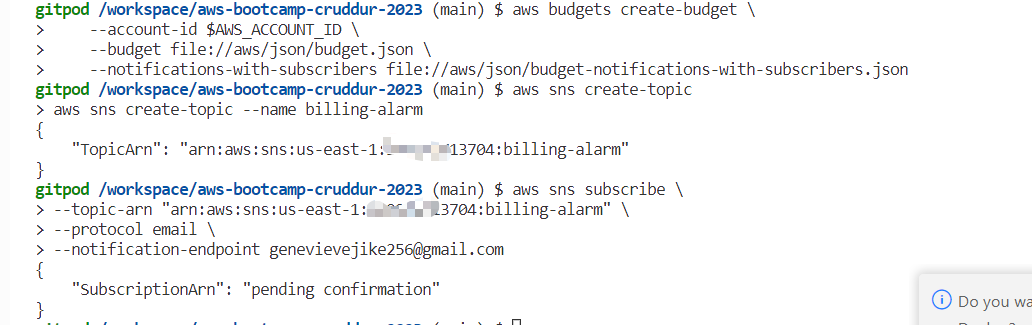 gitpod /workspace/aws-bootcamp-cruddur-2023 (main) $ aws budgets create-budget \
>     --account-id $AWS_ACCOUNT_ID \
>     --budget file://aws/json/budget.json \
>     --notifications-with-subscribers file://aws/json/budget-notifications-with-subscribers.json
gitpod /workspace/aws-bootcamp-cruddur-2023 (main) $ aws sns create-topic
> aws sns create-topic --name billing-alarm
{
    "TopicArn": "arn:aws:sns:us-east-1:13704:billing-alarm"
}
gitpod /workspace/aws-bootcamp-cruddur-2023 (main) $ aws sns subscribe \
> --topic-arn "arn:aws:sns:us-east-1:3704:billing-alarm" \
> --protocol email \
> --notification-endpoint genevievejike256@gmail.com
{
    "SubscriptionArn": "pending confirmation"
}
Do you wa